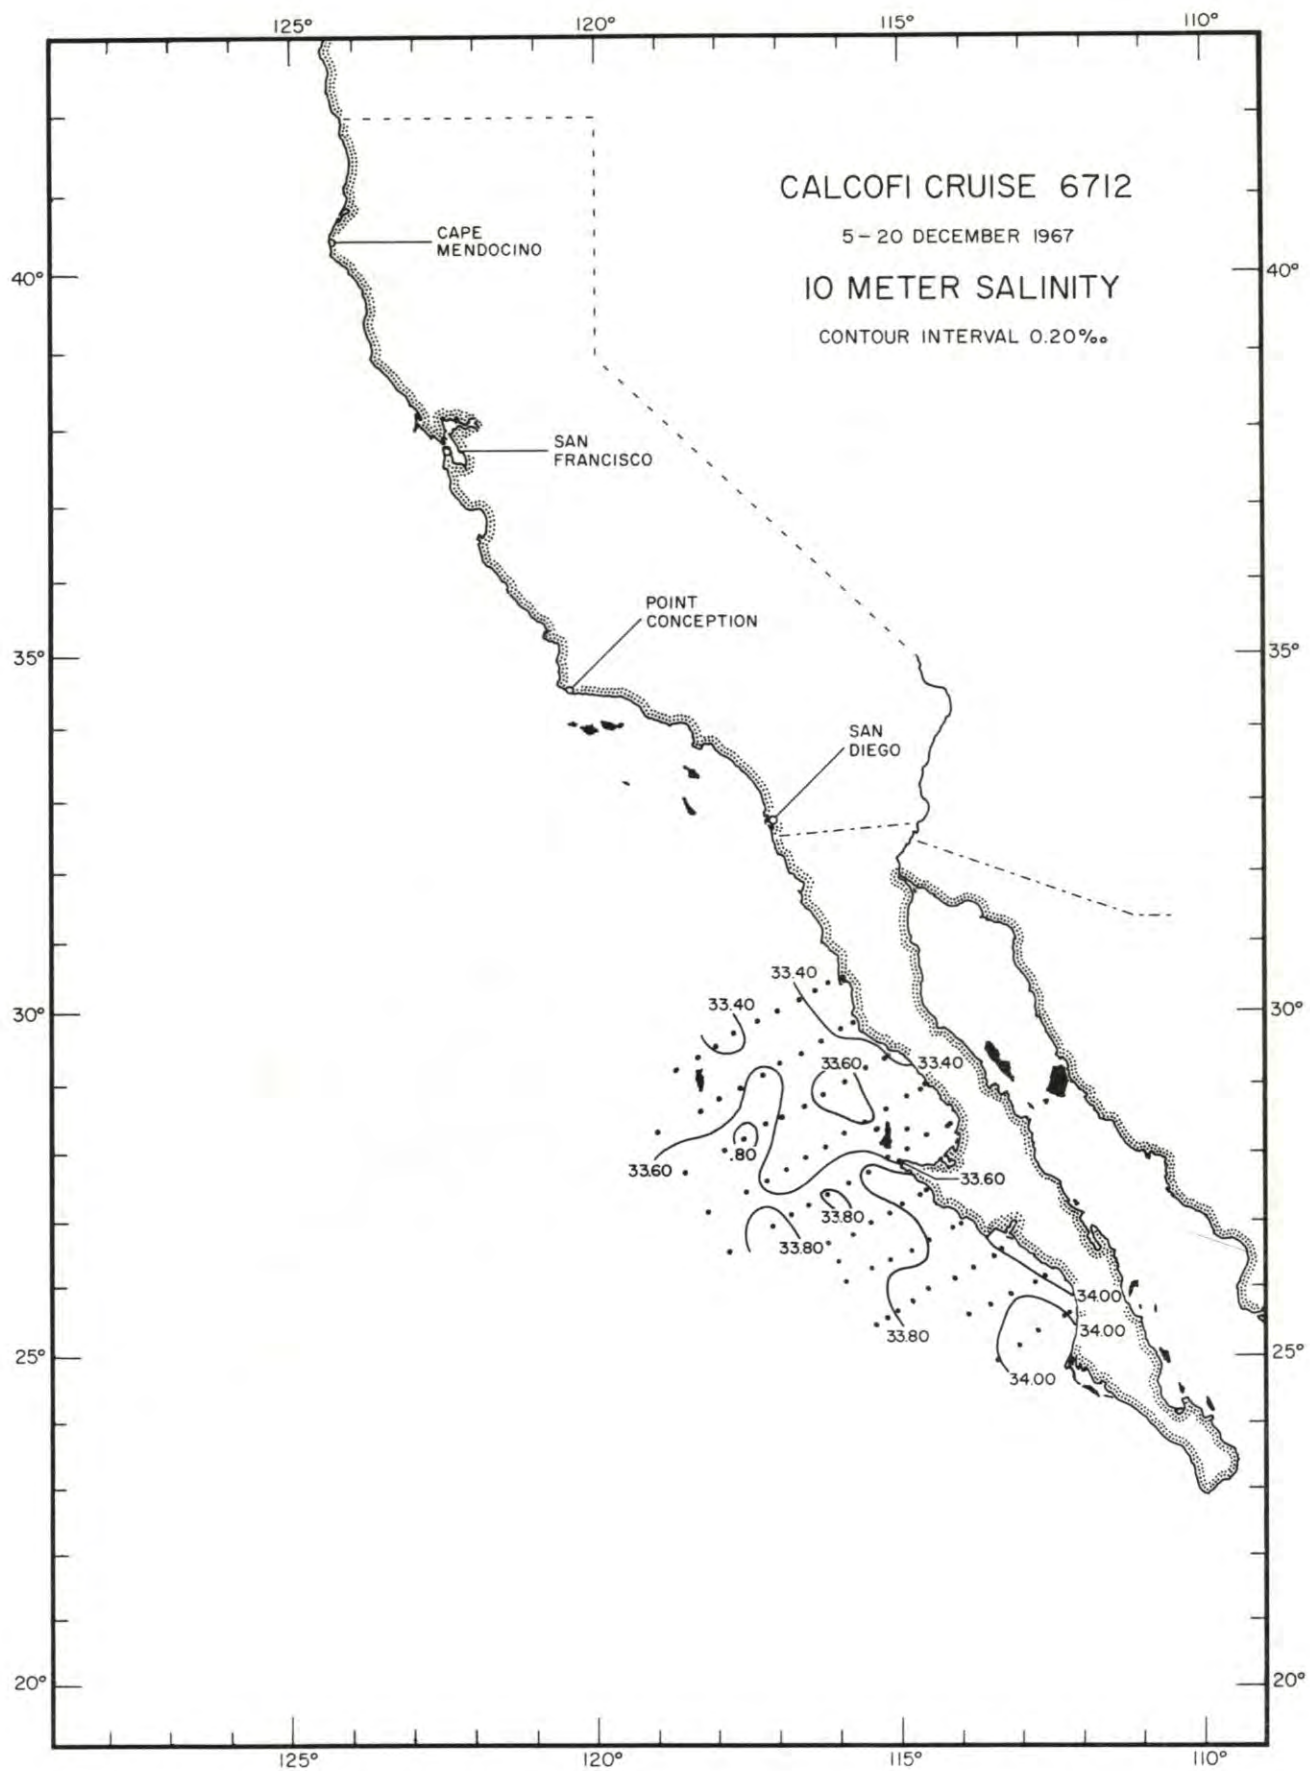 125° 120° 115° 110°
CALCOFI CRUISE 6712
5-20 DECEMBER 1967
10 METER SALINITY
CONTOUR INTERVAL 0.20‰
CAPE
MENDOCINO
40° 40°
SAN
FRANCISCO
POINT
CONCEPTION
35° 35°
SAN
DIEGO
33.40
33.40
30° 30°
33.40
33.60
.80
33.60
33.60
33.80
33.80
34.00
33.80
34.00
25° 25°
34.00
20° 20°
125° 120° 115° 110°